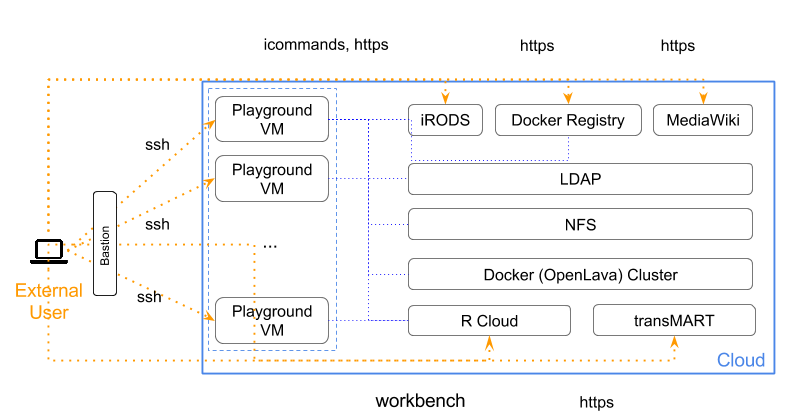 icommands, https
https
https
Playground
VM
iRODS
Docker Registry
MediaWiki
ssh
Playground
VM
LDAP
ssh
NFS
Bastion
...
Docker (OpenLava) Cluster
External
User
ssh
Playground
VM
R Cloud
transMART
Cloud
workbench
https